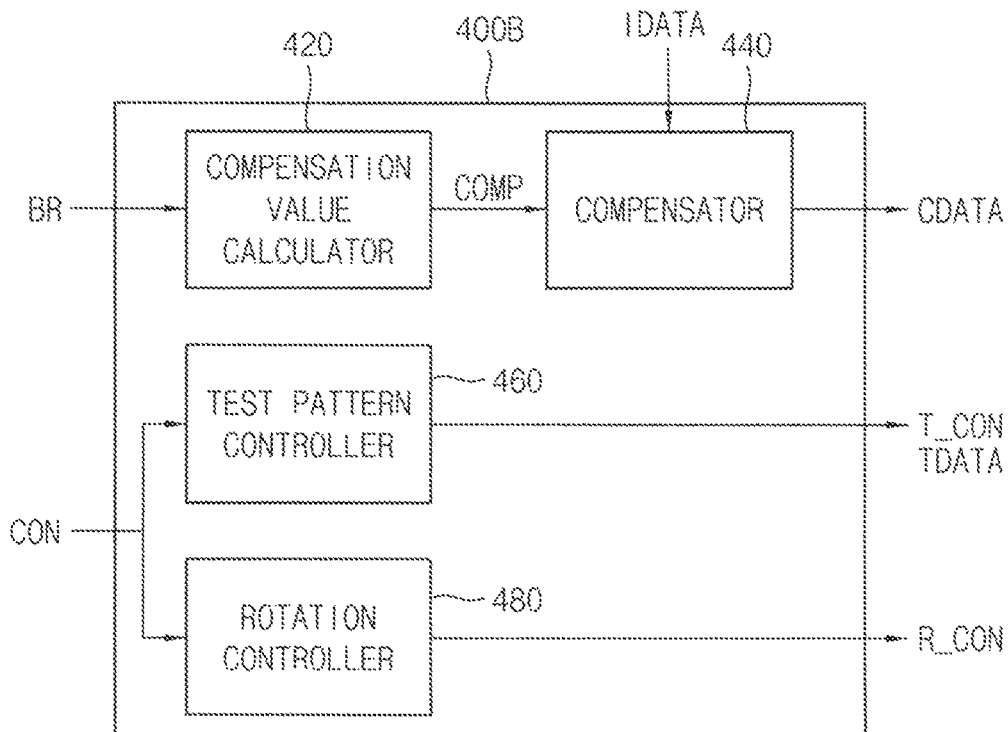 420
400B
IDATA
440
BR
COMPENSATION
VALUE
CALCULATOR
COMP
COMPENSATOR
CDATA
460
TEST PATTERN
CONTROLLER
T_CON
TDATA
CON
480
ROTATION
CONTROLLER
R_CON